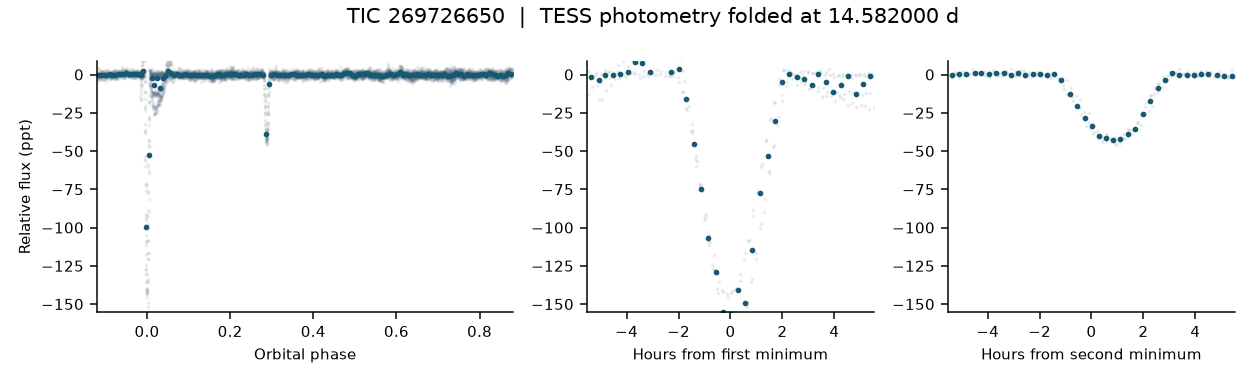 TIC 269726650 | TESS photometry folded at 14.582000 d
Relative flux (ppt)
0
−25
−50
−75
−100
−125
−150
0.0 0.2 0.4 0.6 0.8
Orbital phase
0
−25
−50
−75
−100
−125
−150
−4 −2 0 2 4
Hours from first minimum
0
−25
−50
−75
−100
−125
−150
−4 −2 0 2 4
Hours from second minimum